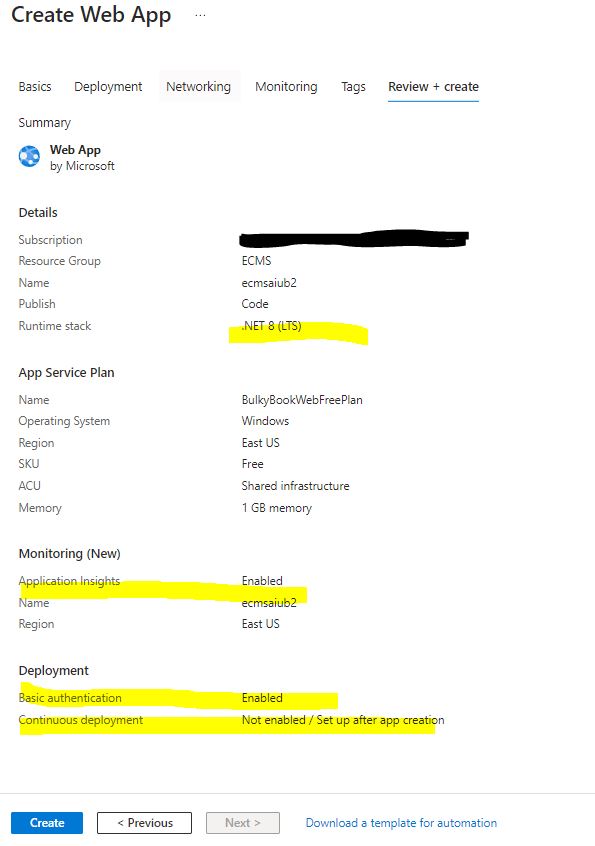 Create Web App ...
Basics Deployment Networking Monitoring Tags Review + create
Summary
Web App
by Microsoft
Details
Subscription
Resource Group ECMS
Name ecmsaiub2
Publish Code
Runtime stack .NET 8 (LTS)
App Service Plan
Name BulkyBookWebFreePlan
Operating System Windows
Region East US
SKU Free
ACU Shared infrastructure
Memory 1 GB memory
Monitoring (New)
Application Insights Enabled
Name ecmsaiub2
Region East US
Deployment
Basic authentication Enabled
Continuous deployment Not enabled / Set up after app creation
Create < Previous Next > Download a template for automation